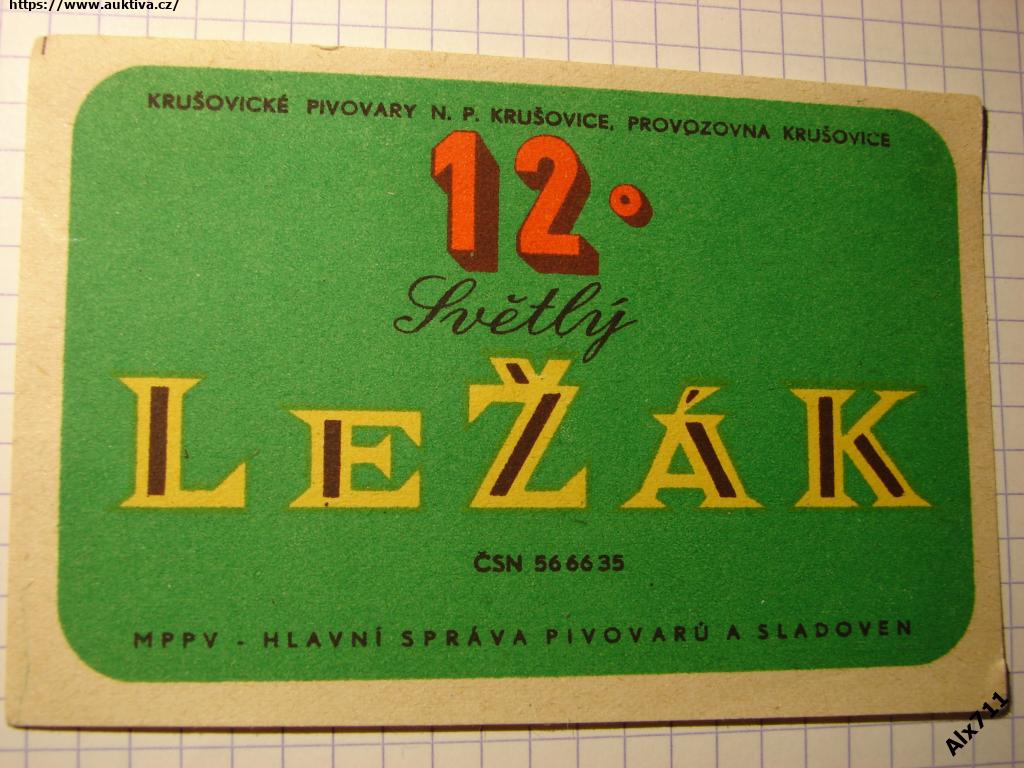 https://www.auktiva.cz/
KRUŠOVICKÉ PIVOVARY N. P. KRUŠOVICE, PROVOZOVNA KRUŠOVICE
12°
Světlý
LEŽÁK
ČSN 56 66 35
MPPV - HLAVNÍ SPRÁVA PIVOVARŮ A SLADOVEN
Alx711